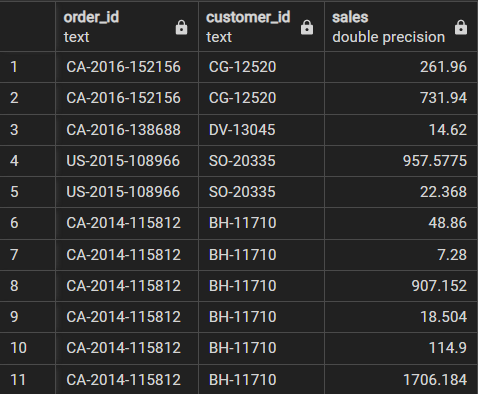 order_id customer_id sales
text text double precision
1 CA-2016-152156 CG-12520 261.96
2 CA-2016-152156 CG-12520 731.94
3 CA-2016-138688 DV-13045 14.62
4 US-2015-108966 SO-20335 957.5775
5 US-2015-108966 SO-20335 22.368
6 CA-2014-115812 BH-11710 48.86
7 CA-2014-115812 BH-11710 7.28
8 CA-2014-115812 BH-11710 907.152
9 CA-2014-115812 BH-11710 18.504
10 CA-2014-115812 BH-11710 114.9
11 CA-2014-115812 BH-11710 1706.184